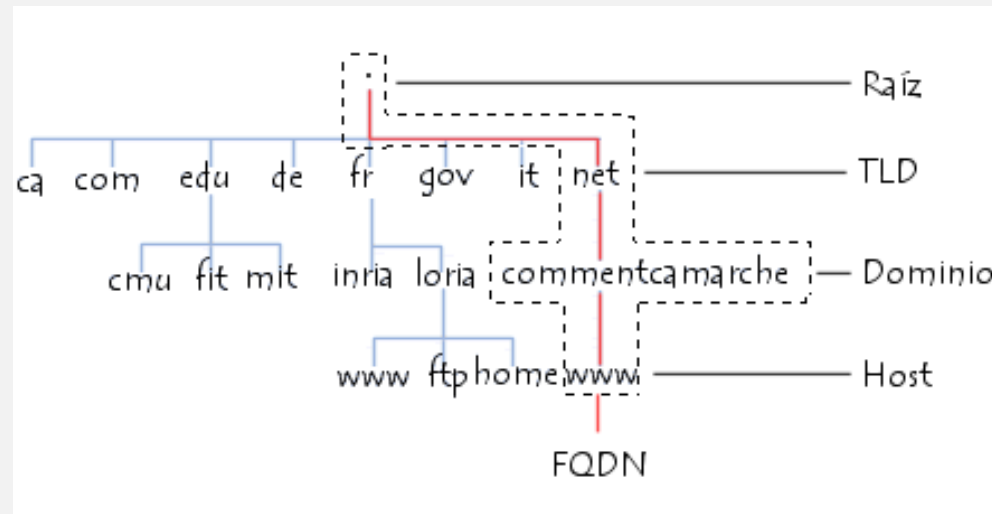 . Raíz
ca com edu de fr gov it net TLD
cmu fit mit inria loria commentcamarche Dominio
www ftp home www Host
FQDN